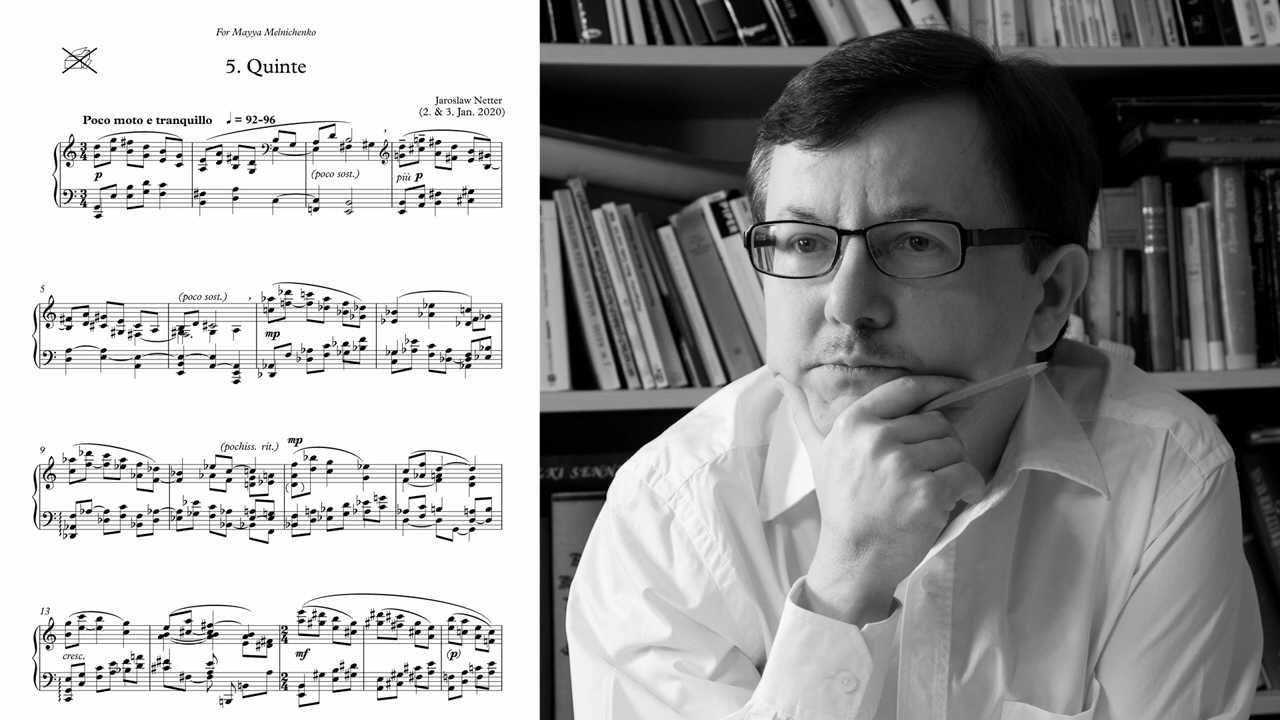 For Mayya Melnichenko
5. Quinte
Jaroslaw Netter
(2. & 3. Jan. 2020)
Poco moto e tranquillo ♩ = 92-96
p
(poco sost.)
più p
5
(poco sost.)
mp
9
(pochiss. rit.)
mp
13
cresc.
mf
(p)